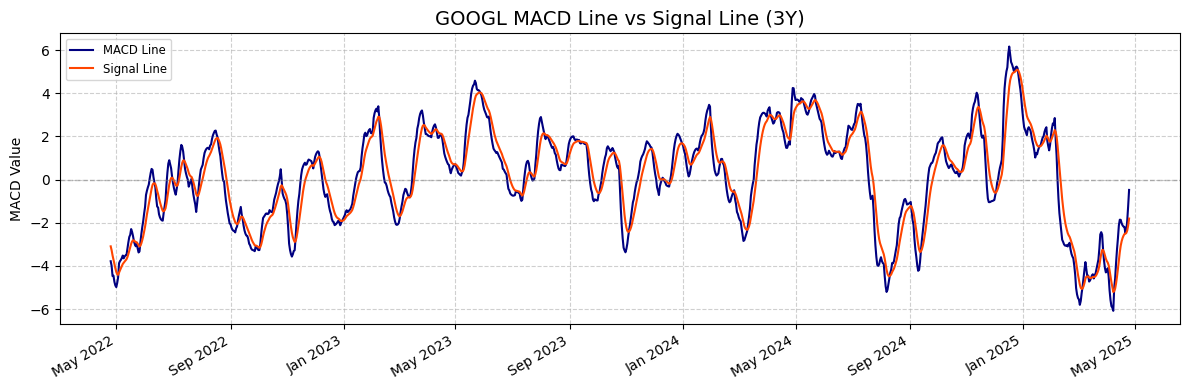 GOOGL MACD Line vs Signal Line (3Y)
MACD Line
Signal Line
MACD Value
6
4
2
0
−2
−4
−6
May 2022
Sep 2022
Jan 2023
May 2023
Sep 2023
Jan 2024
May 2024
Sep 2024
Jan 2025
May 2025